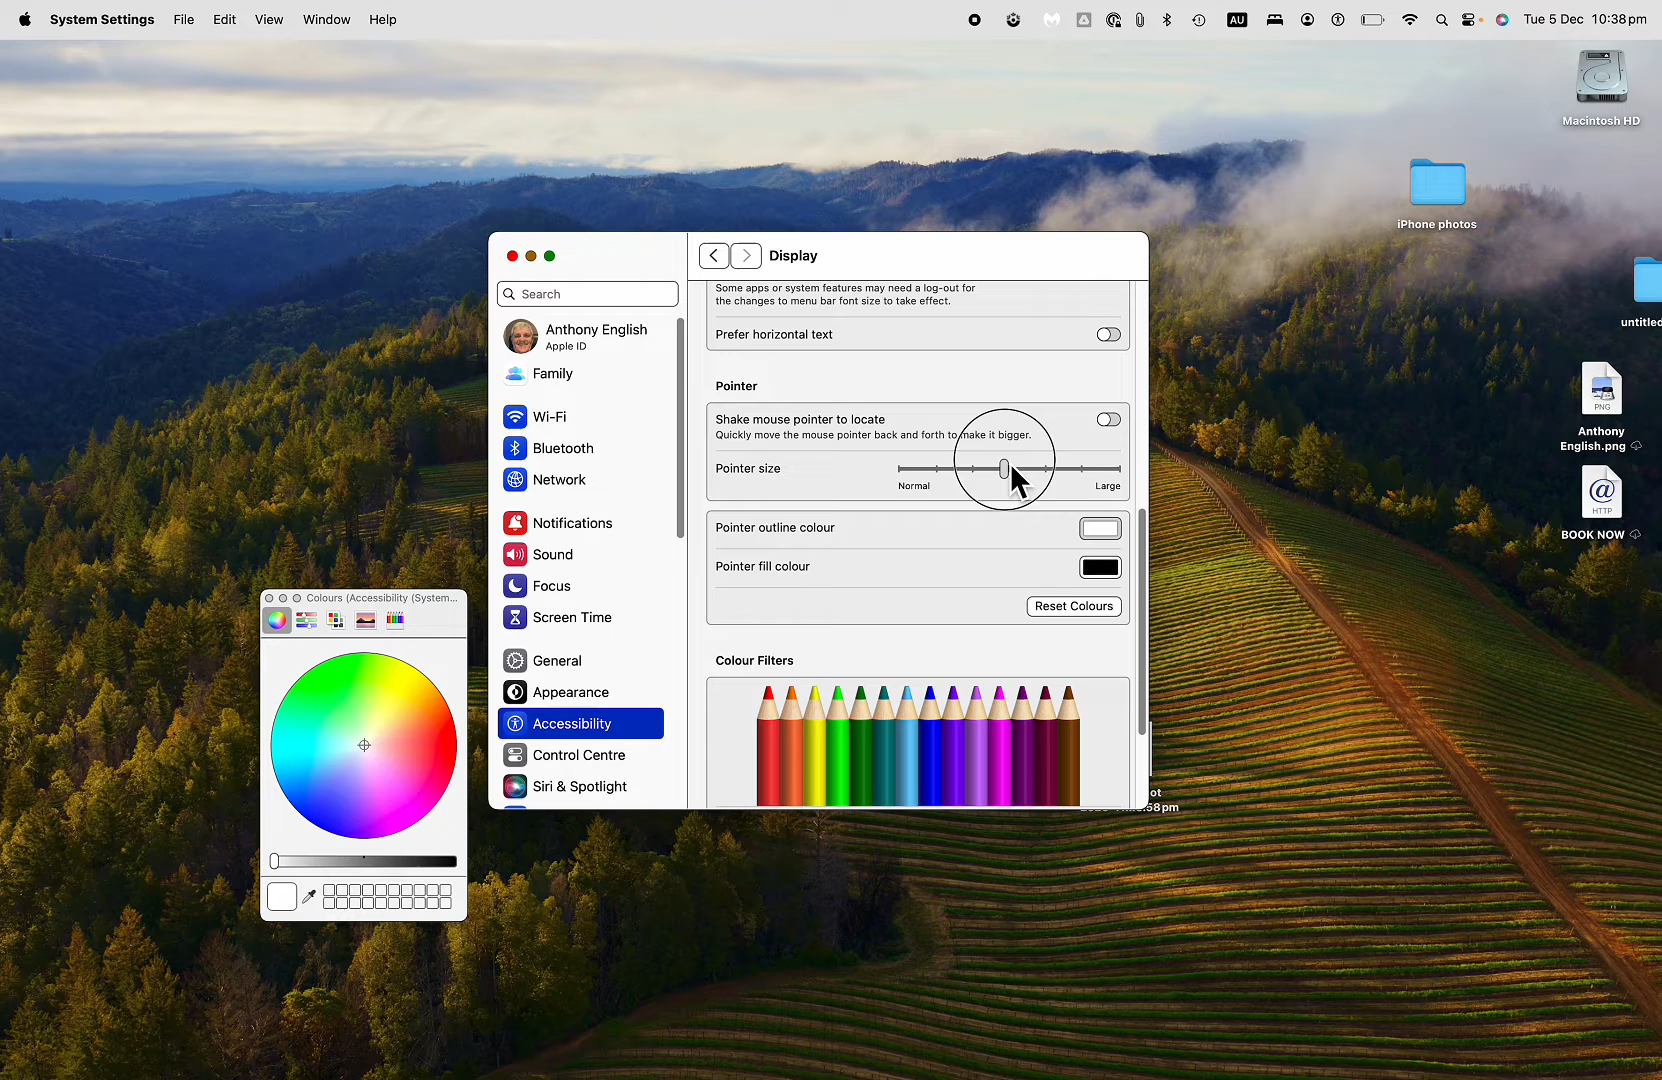 System Settings File Edit View Window Help
AU
Tue 5 Dec 10:38 pm
Macintosh HD
iPhone photos
untitled
PNG
Anthony
English.png
HTTP
BOOK NOW
Display
Search
Anthony English
Apple ID
Family
Wi-Fi
Bluetooth
Network
Notifications
Sound
Focus
Screen Time
General
Appearance
Accessibility
Control Centre
Siri & Spotlight
Some apps or system features may need a log-out for
the changes to menu bar font size to take effect.
Prefer horizontal text
Pointer
Shake mouse pointer to locate
Quickly move the mouse pointer back and forth to make it bigger.
Pointer size
Normal
Large
Pointer outline colour
Pointer fill colour
Reset Colours
Colour Filters
Colours (Accessibility (System...
ot
58 pm